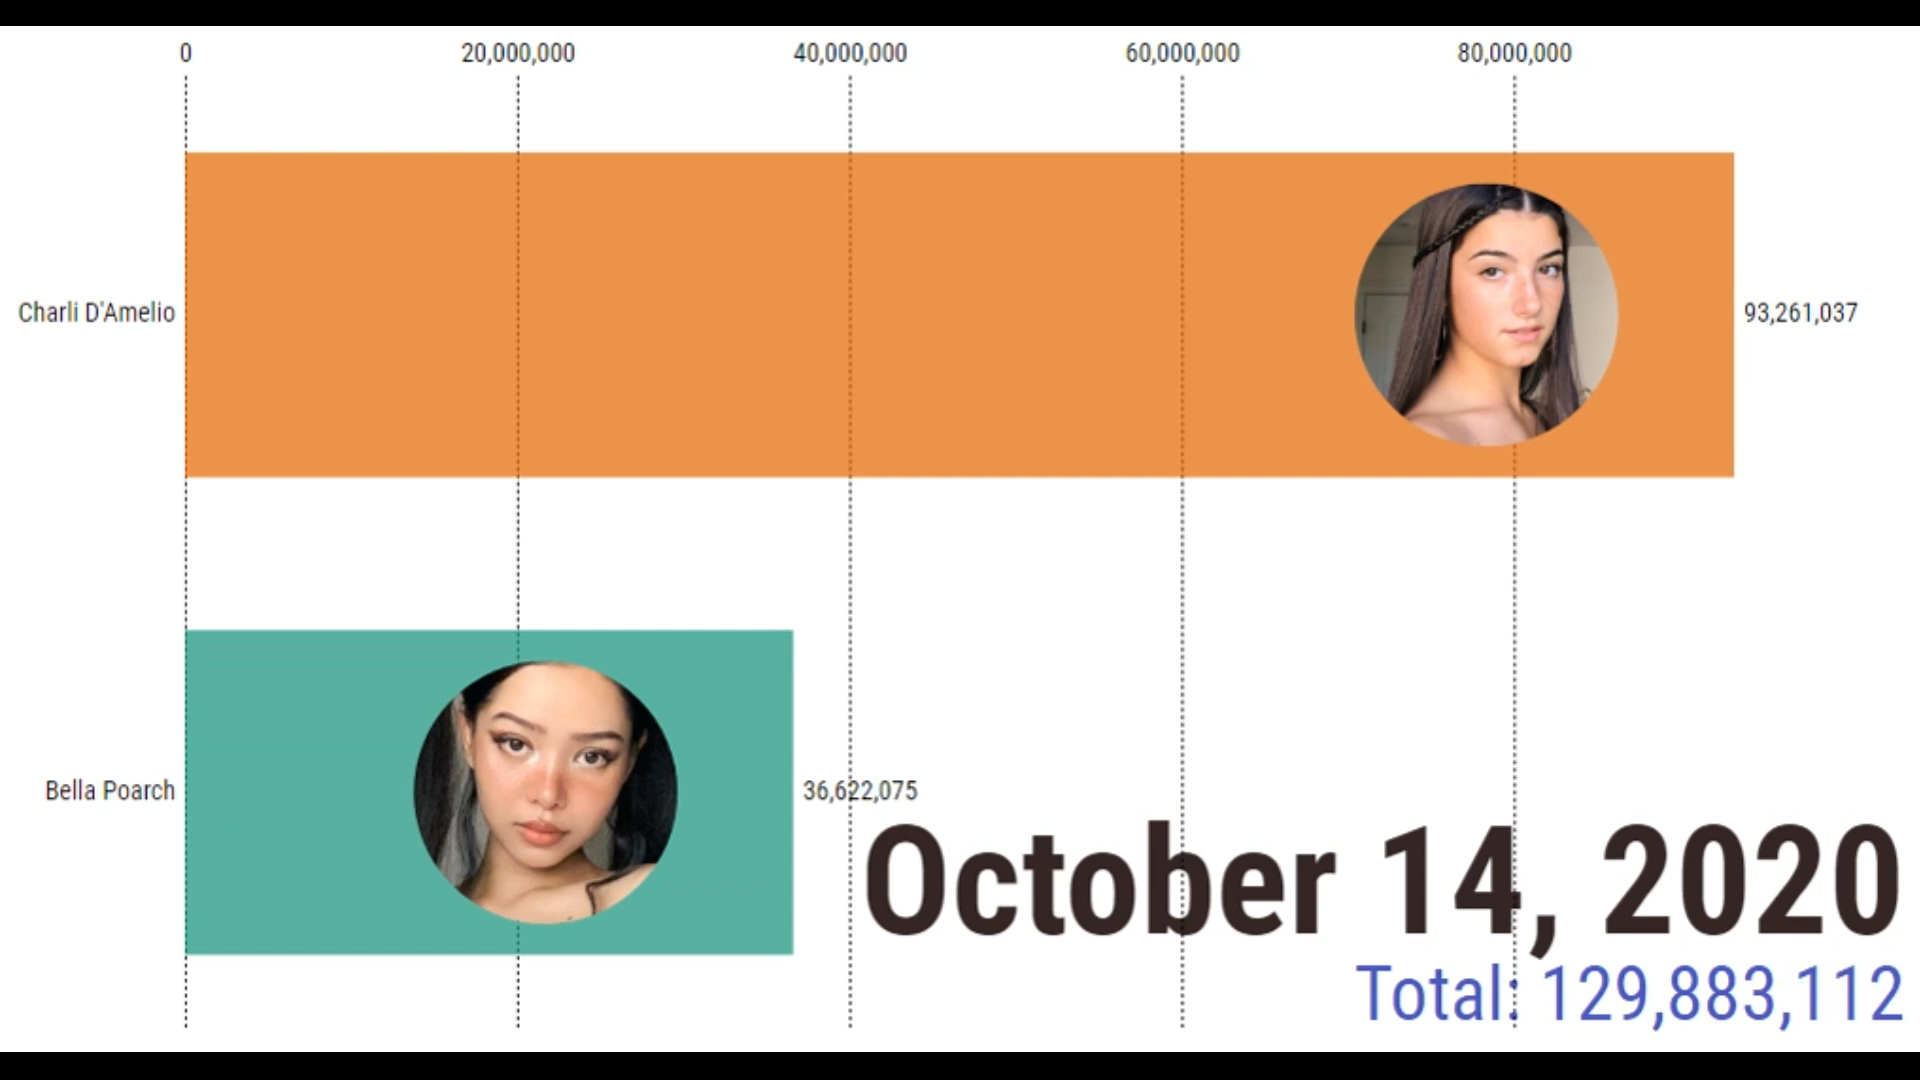 0 20,000,000 40,000,000 60,000,000 80,000,000
Charli D'Amelio 93,261,037
Bella Poarch 36,622,075
October 14, 2020
Total: 129,883,112